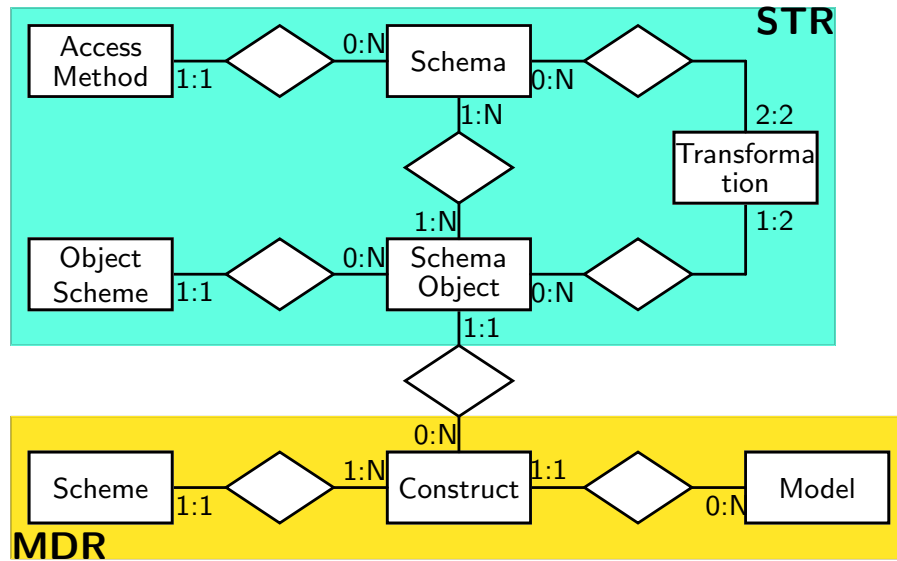 STR
Access
Method
1:1
0:N
Schema
0:N
1:N
2:2
Transforma
tion
1:2
1:N
Object
Scheme
1:1
0:N
Schema
Object
0:N
1:1
0:N
Scheme
1:1
1:N
Construct
1:1
0:N
Model
MDR